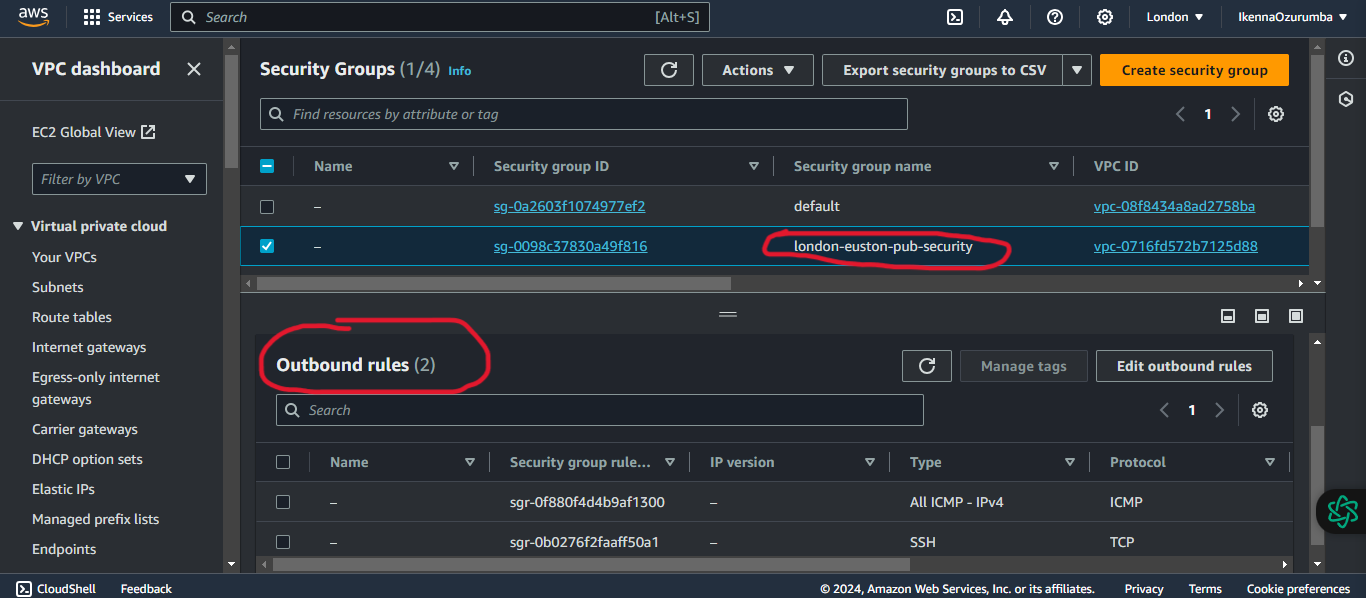 aws Services Search [Alt+S] London IkennaOzurumba
VPC dashboard
EC2 Global View
Filter by VPC
Virtual private cloud
Your VPCs
Subnets
Route tables
Internet gateways
Egress-only internet
gateways
Carrier gateways
DHCP option sets
Elastic IPs
Managed prefix lists
Endpoints
Security Groups (1/4) Info Actions Export security groups to CSV Create security group
Find resources by attribute or tag 1
Name Security group ID Security group name VPC ID
– sg-0a2603f1074977ef2 default vpc-08f8434a8ad2758ba
– sg-0098c37830a49f816 london-euston-pub-security vpc-0716fd572b7125d88
Outbound rules (2) Manage tags Edit outbound rules
Search 1
Name Security group rule... IP version Type Protocol
– sgr-0f880f4d4b9af1300 – All ICMP - IPv4 ICMP
– sgr-0b0276f2faaff50a1 – SSH TCP
CloudShell Feedback © 2024, Amazon Web Services, Inc. or its affiliates. Privacy Terms Cookie preferences